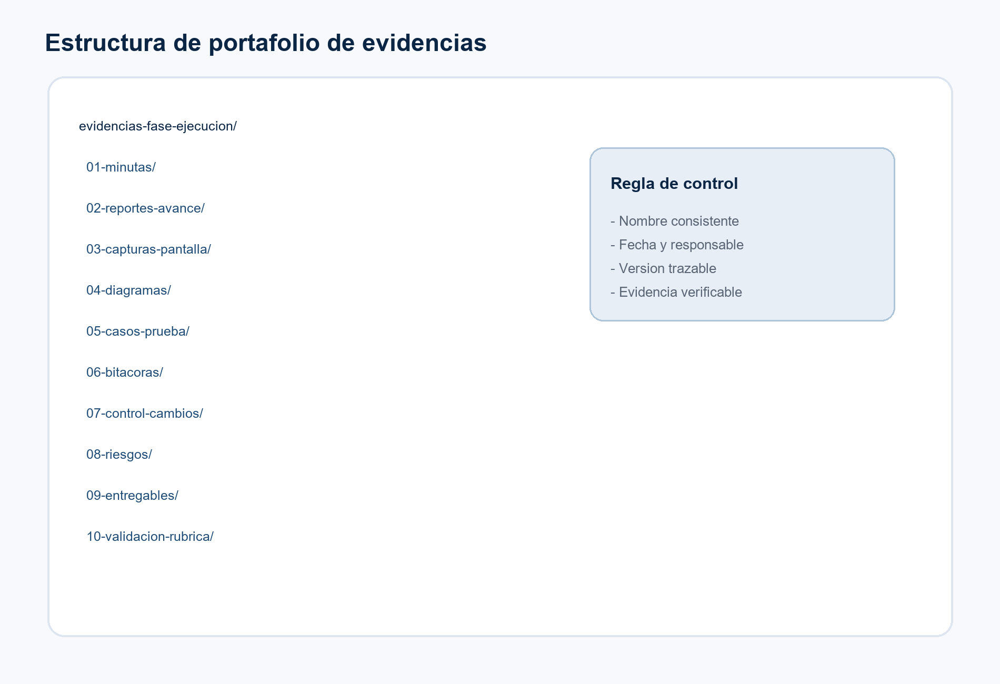 Estructura de portafolio de evidencias
evidencias-fase-ejecucion/
01-minutas/
02-reportes-avance/
03-capturas-pantalla/
04-diagramas/
05-casos-prueba/
06-bitacoras/
07-control-cambios/
08-riesgos/
09-entregables/
10-validacion-rubrica/
Regla de control
- Nombre consistente
- Fecha y responsable
- Version trazable
- Evidencia verificable